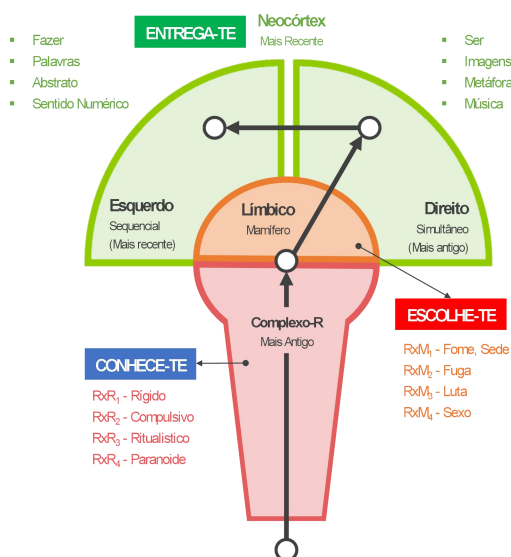 ENTREGA-TE
Neocórtex
Mais Recente
▪ Fazer
▪ Palavras
▪ Abstrato
▪ Sentido Numérico
▪ Ser
▪ Imagens
▪ Metáfora
▪ Música
Esquerdo
Sequencial
(Mais recente)
Límbico
Mamífero
Direito
Simultâneo
(Mais antigo)
Complexo-R
Mais Antigo
CONHECE-TE
RxR₁ - Rígido
RxR₂ - Compulsivo
RxR₃ - Ritualistico
RxR₄ - Paranoide
ESCOLHE-TE
RxM₁ - Fome, Sede
RxM₂ - Fuga
RxM₃ - Luta
RxM₄ - Sexo